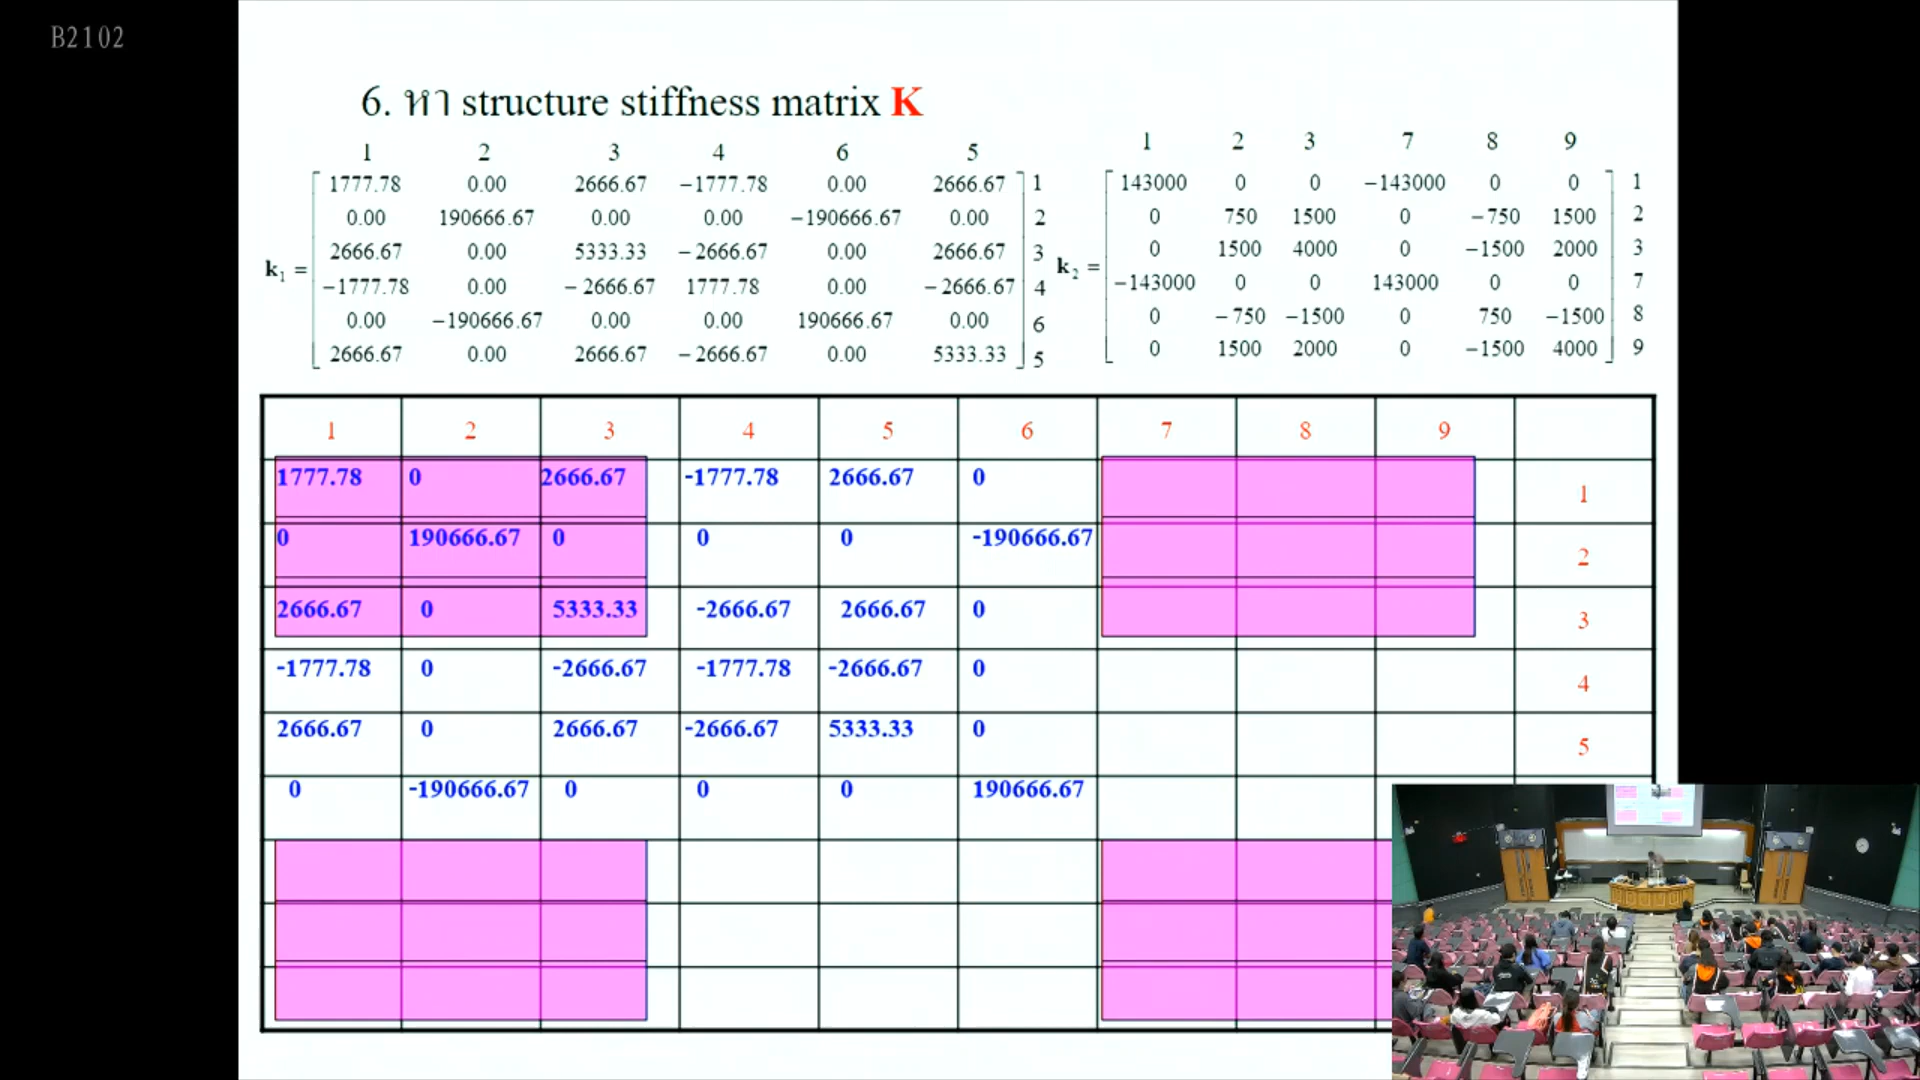 B2102
6. หา structure stiffness matrix K
1 2 3 4 6 5
k1 =
1777.78 0.00 2666.67 −1777.78 0.00 2666.67 1
0.00 190666.67 0.00 0.00 −190666.67 0.00 2
2666.67 0.00 5333.33 −2666.67 0.00 2666.67 3
−1777.78 0.00 −2666.67 1777.78 0.00 −2666.67 4
0.00 −190666.67 0.00 0.00 190666.67 0.00 6
2666.67 0.00 2666.67 −2666.67 0.00 5333.33 5
1 2 3 7 8 9
k2 =
143000 0 0 −143000 0 0 1
0 750 1500 0 −750 1500 2
0 1500 4000 0 −1500 2000 3
−143000 0 0 143000 0 0 7
0 −750 −1500 0 750 −1500 8
0 1500 2000 0 −1500 4000 9
1 2 3 4 5 6 7 8 9
1777.78 0 2666.67 -1777.78 2666.67 0 1
0 190666.67 0 0 0 -190666.67 2
2666.67 0 5333.33 -2666.67 2666.67 0 3
-1777.78 0 -2666.67 -1777.78 -2666.67 0 4
2666.67 0 2666.67 -2666.67 5333.33 0 5
0 -190666.67 0 0 0 190666.67